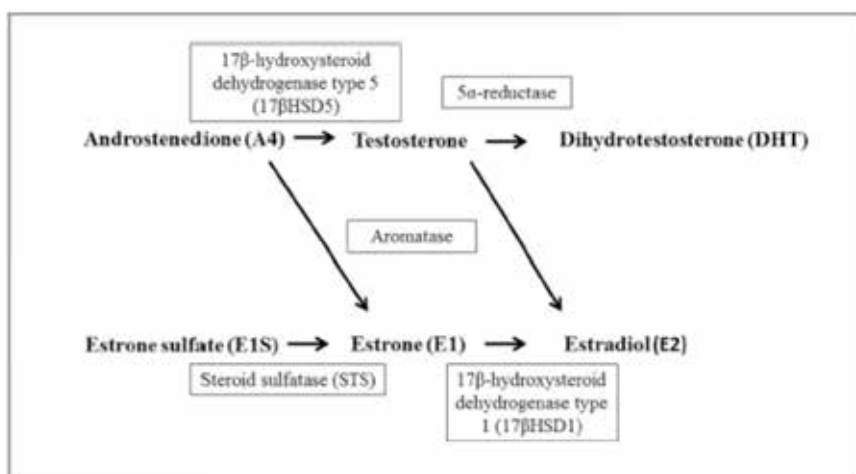 17β-hydroxysteroid
dehydrogenase type 5
(17βHSD5)
5α-reductase
Androstenedione (A4)
Testosterone
Dihydrotestosterone (DHT)
Aromatase
Estrone sulfate (E1S)
Estrone (E1)
Estradiol (E2)
Steroid sulfatase (STS)
17β-hydroxysteroid
dehydrogenase type
1 (17βHSD1)